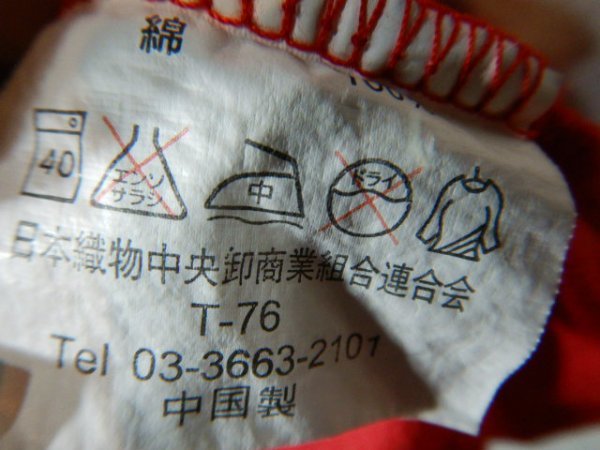 綿
100%
40
エンソ
サラシ
中
ドライ
日本織物中央卸商業組合連合会
T-76
Tel 03-3663-2101
中国製